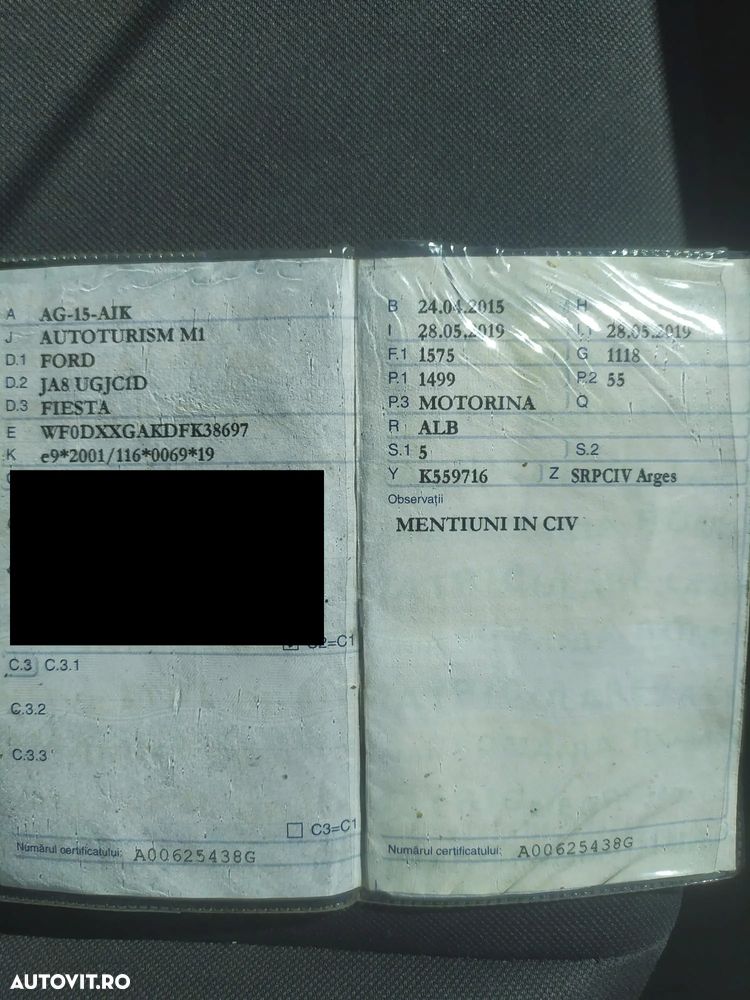 A AG-15-AIK
J AUTOTURISM M1
D.1 FORD
D.2 JA8 UGJC1D
D.3 FIESTA
E WF0DXXGAKDFK38697
K e9*2001/116*0069*19
C2=C1
C.3 C.3.1
C.3.2
C.3.3
C3=C1
Numărul certificatului: A00625438G
B 24.04.2015 H
I 28.05.2019 I.1 28.05.2019
F.1 1575 G 1118
P.1 1499 P.2 55
P.3 MOTORINA Q
R ALB
S.1 5 S.2
Y K559716 Z SRPCIV Arges
Observații
MENTIUNI IN CIV
Numărul certificatului: A00625438G
AUTOVIT.RO